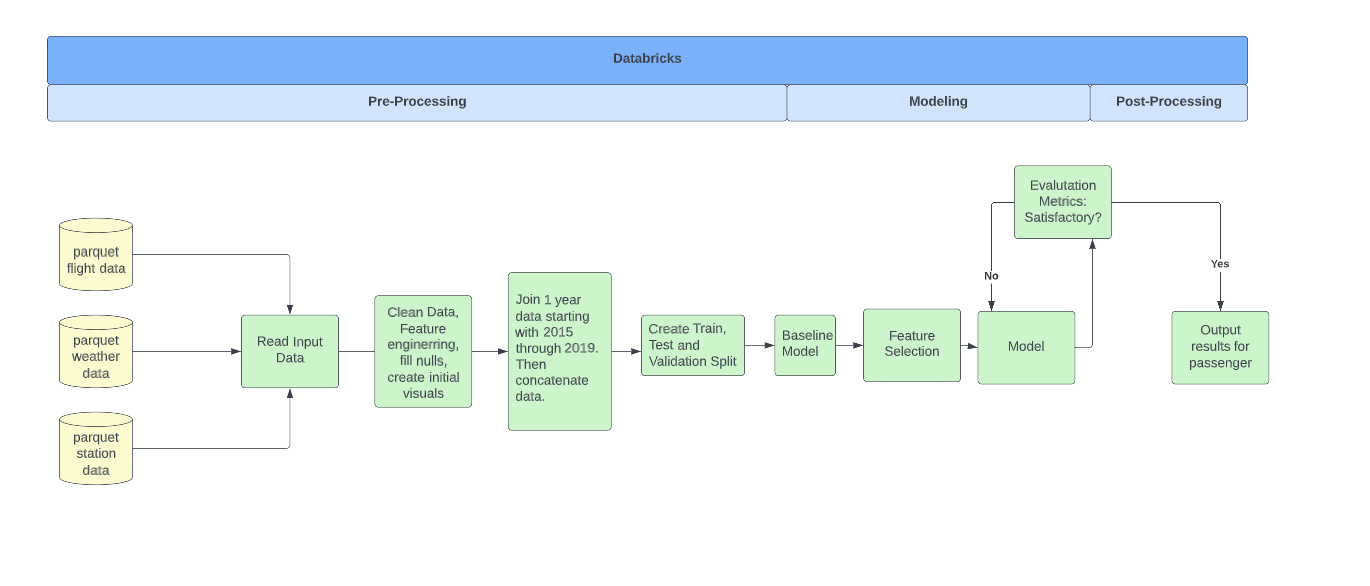 Databricks
Pre-Processing
Modeling
Post-Processing
parquet
flight data
parquet
weather
data
parquet
station
data
Read Input
Data
Clean Data,
Feature
enginerring,
fill nulls,
create initial
visuals
Join 1 year
data starting
with 2015
through 2019.
Then
concatenate
data.
Create Train,
Test and
Validation Split
Baseline
Model
Feature
Selection
Model
Evalutation
Metrics:
Satisfactory?
No
Yes
Output
results for
passenger